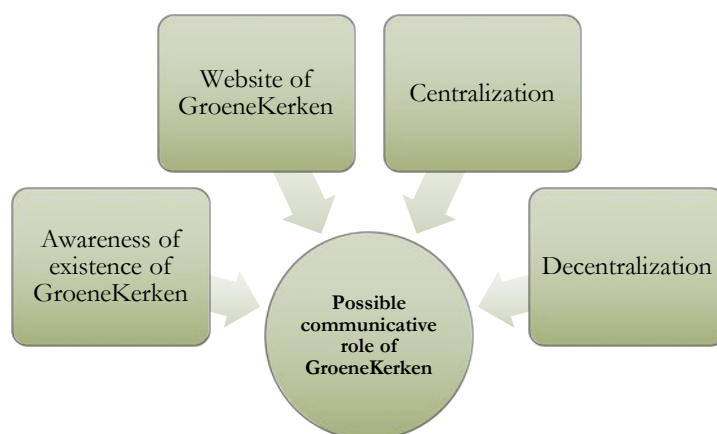 Website of
GroeneKerken
Centralization
Awareness of
existence of
GroeneKerken
Decentralization
Possible
communicative
role of
GroeneKerken